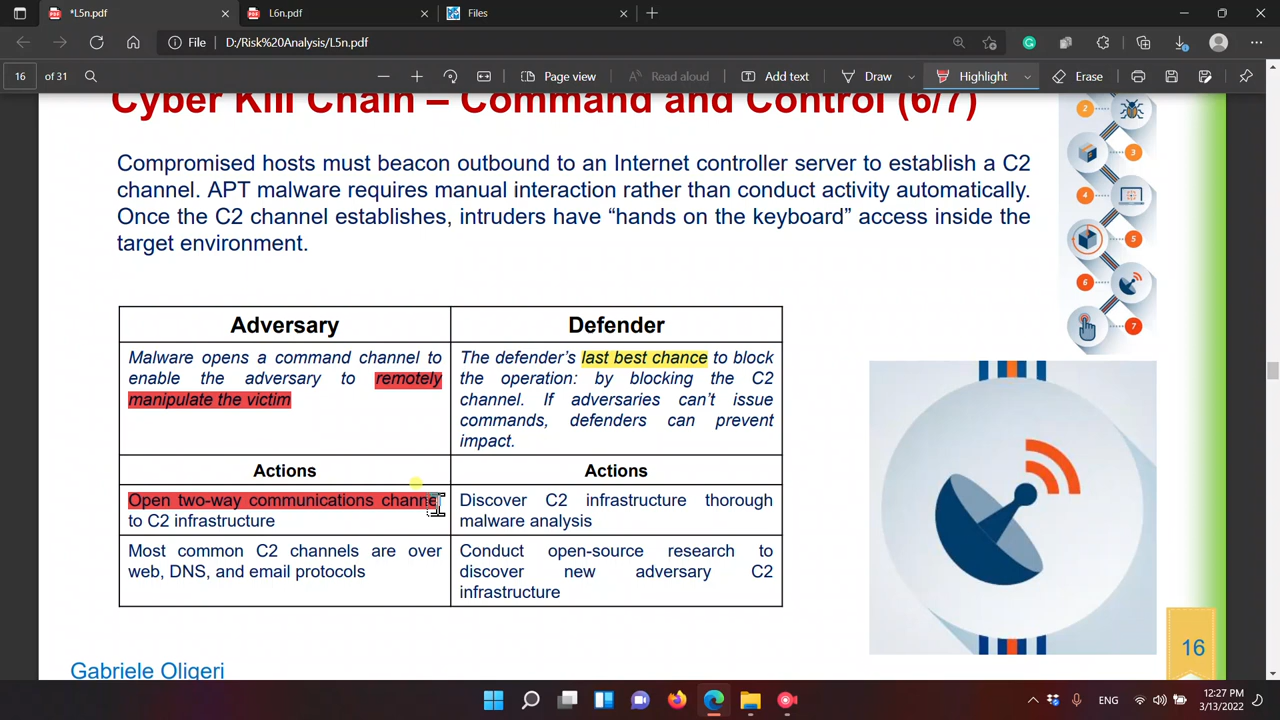 *L5n.pdf
L6n.pdf
Files
File
D:/Risk%20Analysis/L5n.pdf
16
of 31
Page view
Read aloud
Add text
Draw
Highlight
Erase
Cyber Kill Chain – Command and Control (6/7)
Compromised hosts must beacon outbound to an Internet controller server to establish a C2
channel. APT malware requires manual interaction rather than conduct activity automatically.
Once the C2 channel establishes, intruders have “hands on the keyboard” access inside the
target environment.
Adversary
Defender
Malware opens a command channel to
enable the adversary to remotely
manipulate the victim
The defender’s last best chance to block
the operation: by blocking the C2
channel. If adversaries can’t issue
commands, defenders can prevent
impact.
Actions
Actions
Open two-way communications channel
to C2 infrastructure
Discover C2 infrastructure thorough
malware analysis
Most common C2 channels are over
web, DNS, and email protocols
Conduct open-source research to
discover new adversary C2
infrastructure
2
3
4
5
6
7
16
Gabriele Oligeri
ENG
12:27 PM
3/13/2022